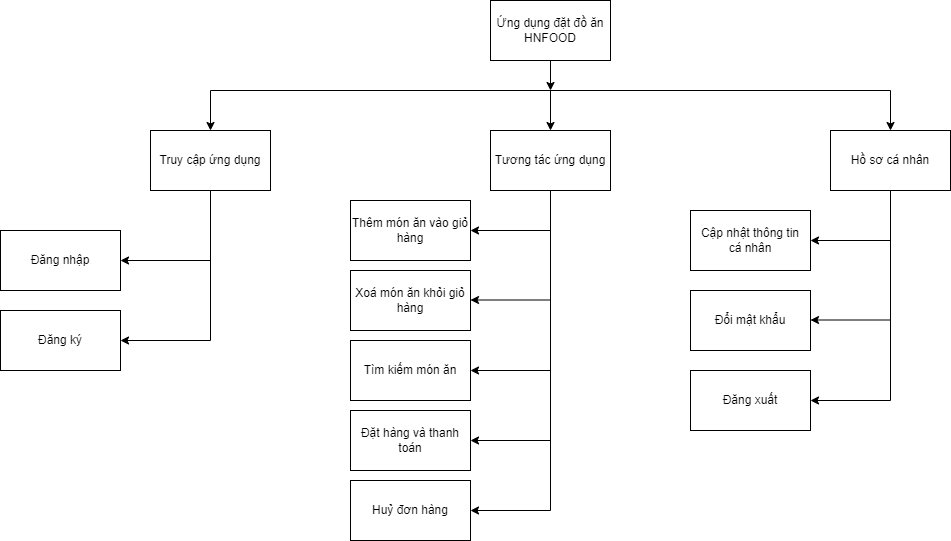 Ứng dụng đặt đồ ăn
HNFOOD
Truy cập ứng dụng
Tương tác ứng dụng
Hồ sơ cá nhân
Đăng nhập
Đăng ký
Thêm món ăn vào giỏ
hàng
Xoá món ăn khỏi giỏ
hàng
Tìm kiếm món ăn
Đặt hàng và thanh
toán
Huỷ đơn hàng
Cập nhật thông tin
cá nhân
Đổi mật khẩu
Đăng xuất